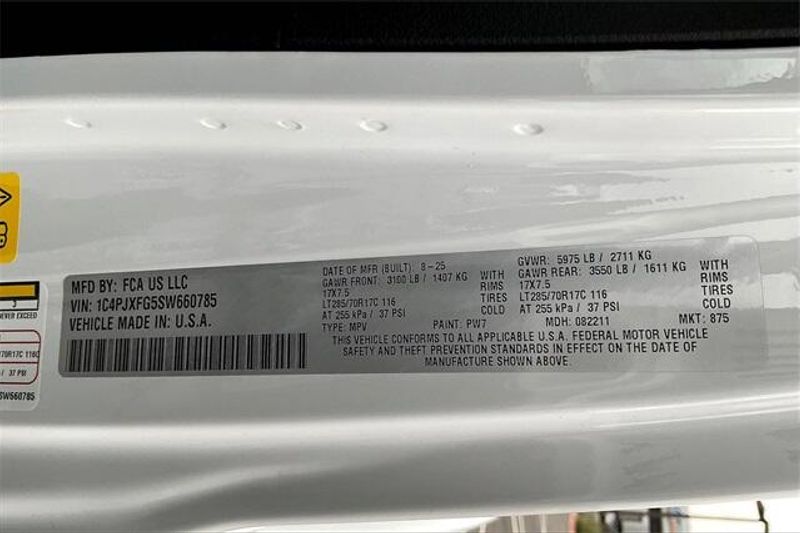 NEVER EXCEED
70R17C 116C
/ 37 PSI
SW660785
MFD BY: FCA US LLC
VIN: 1C4PJXFG5SW660785
VEHICLE MADE IN: U.S.A.
DATE OF MFR (BUILT): 8-25
GAWR FRONT: 3100 LB / 1407 KG WITH
17X7.5 RIMS
LT285/70R17C 116 TIRES
AT 255 kPa / 37 PSI COLD
TYPE: MPV PAINT: PW7
GVWR: 5975 LB / 2711 KG
GAWR REAR: 3550 LB / 1611 KG WITH
17X7.5 RIMS
LT285/70R17C 116 TIRES
AT 255 kPa / 37 PSI COLD
MDH: 082211 MKT: 875
THIS VEHICLE CONFORMS TO ALL APPLICABLE U.S.A. FEDERAL MOTOR VEHICLE
SAFETY AND THEFT PREVENTION STANDARDS IN EFFECT ON THE DATE OF
MANUFACTURE SHOWN ABOVE.